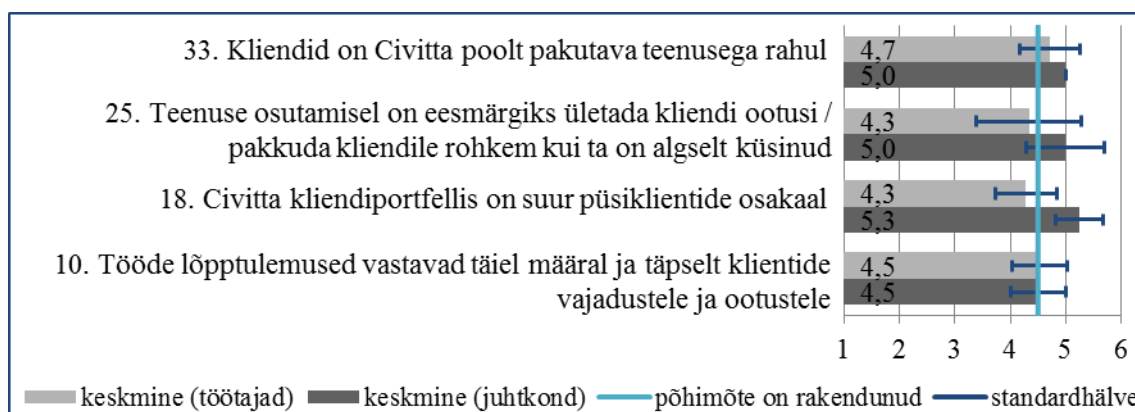 33. Kliendid on Civitta poolt pakutava teenusega rahul
4,7
5,0
25. Teenuse osutamisel on eesmärgiks ületada kliendi ootusi /
pakkuda kliendile rohkem kui ta on algselt küsinud
4,3
5,0
18. Civitta kliendiportfellis on suur püsiklientide osakaal
4,3
5,3
10. Tööde lõpptulemused vastavad täiel määral ja täpselt klientide
vajadustele ja ootustele
4,5
4,5
1 2 3 4 5 6
keskmine (töötajad) keskmine (juhtkond) põhimõte on rakendunud standardhälve